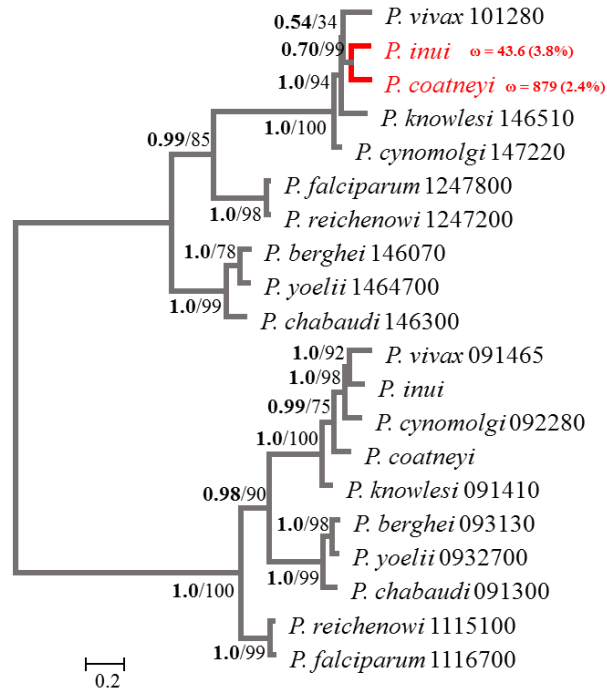 P. vivax 101280
0.54/34
P. inui ω = 43.6 (3.8%)
0.70/99
P. coatneyi ω = 879 (2.4%)
1.0/94
P. knowlesi 146510
1.0/100
0.99/85
P. cynomolgi 147220
P. falciparum 1247800
1.0/98
P. reichenowi 1247200
1.0/78
P. berghei 146070
P. yoelii 1464700
1.0/99
P. chabaudi 146300
1.0/92
P. vivax 091465
1.0/98
P. inui
0.99/75
P. cynomolgi 092280
1.0/100
P. coatneyi
0.98/90
P. knowlesi 091410
1.0/98
P. berghei 093130
P. yoelii 0932700
1.0/99
1.0/100
P. chabaudi 091300
P. reichenowi 1115100
1.0/99
P. falciparum 1116700
0.2